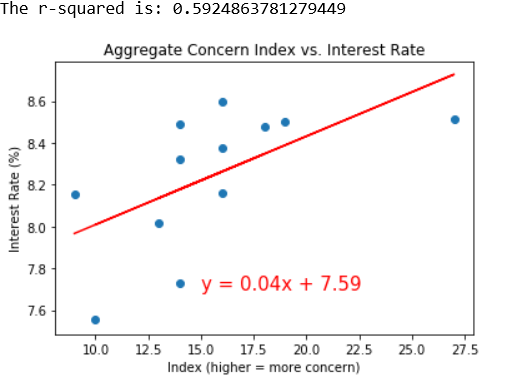 The r-squared is: 0.5924863781279449
Aggregate Concern Index vs. Interest Rate
8.6
8.4
8.2
8.0
7.8
7.6
Interest Rate (%)
y = 0.04x + 7.59
10.0 12.5 15.0 17.5 20.0 22.5 25.0 27.5
Index (higher = more concern)